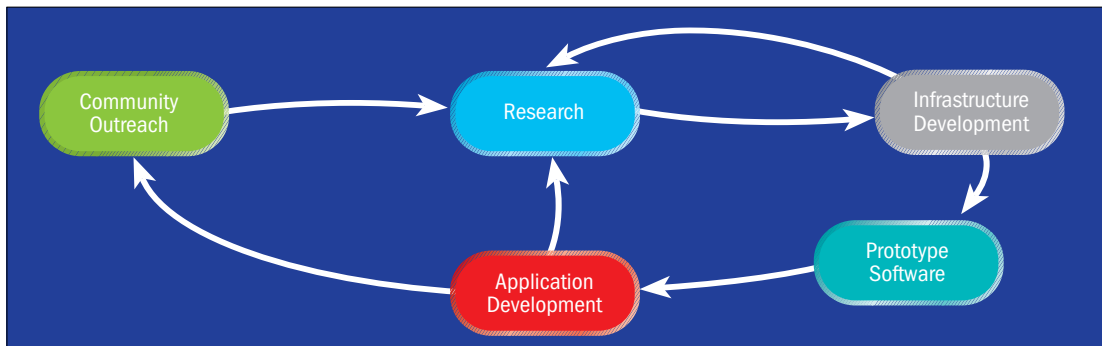 Community
Outreach
Research
Infrastructure
Development
Application
Development
Prototype
Software